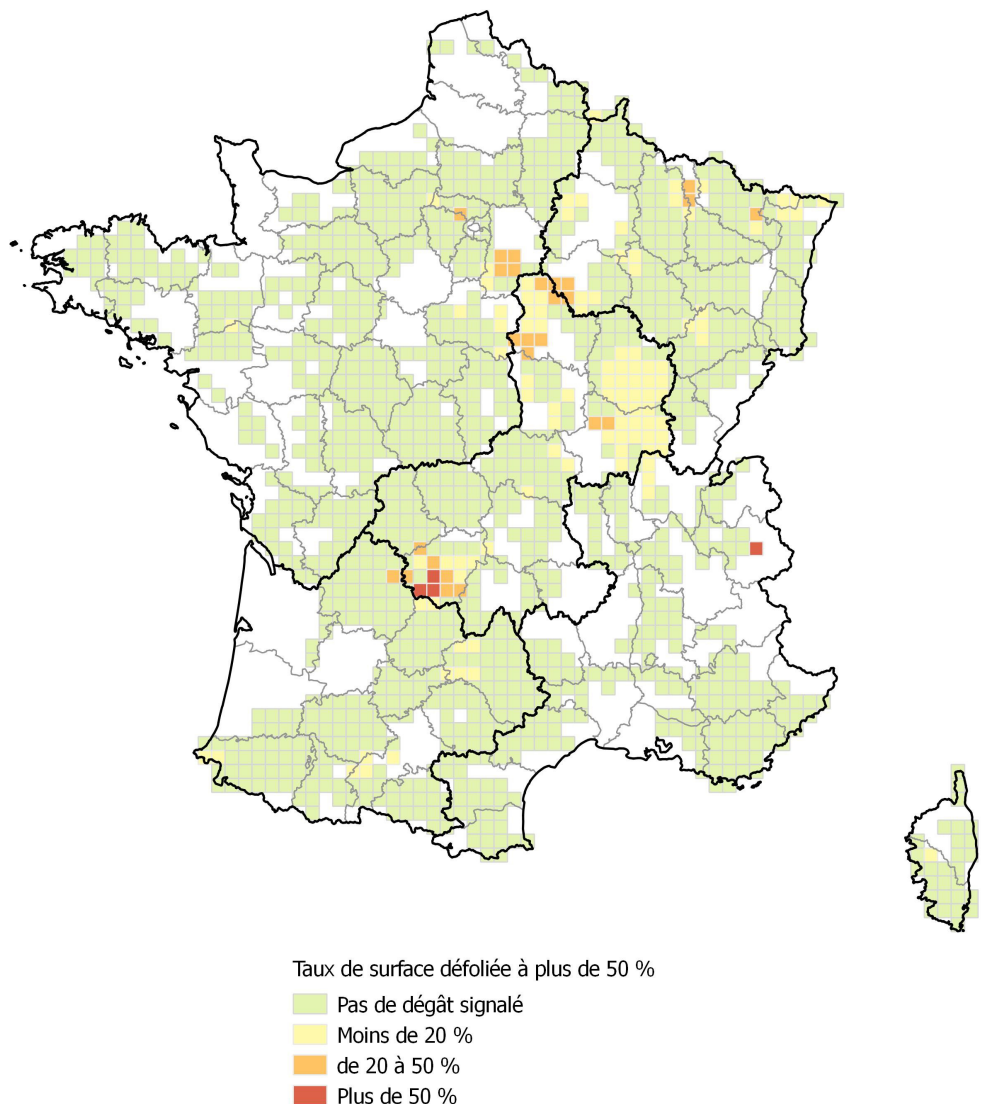 Taux de surface défoliée à plus de 50 %
Pas de dégât signalé
Moins de 20 %
de 20 à 50 %
Plus de 50 %